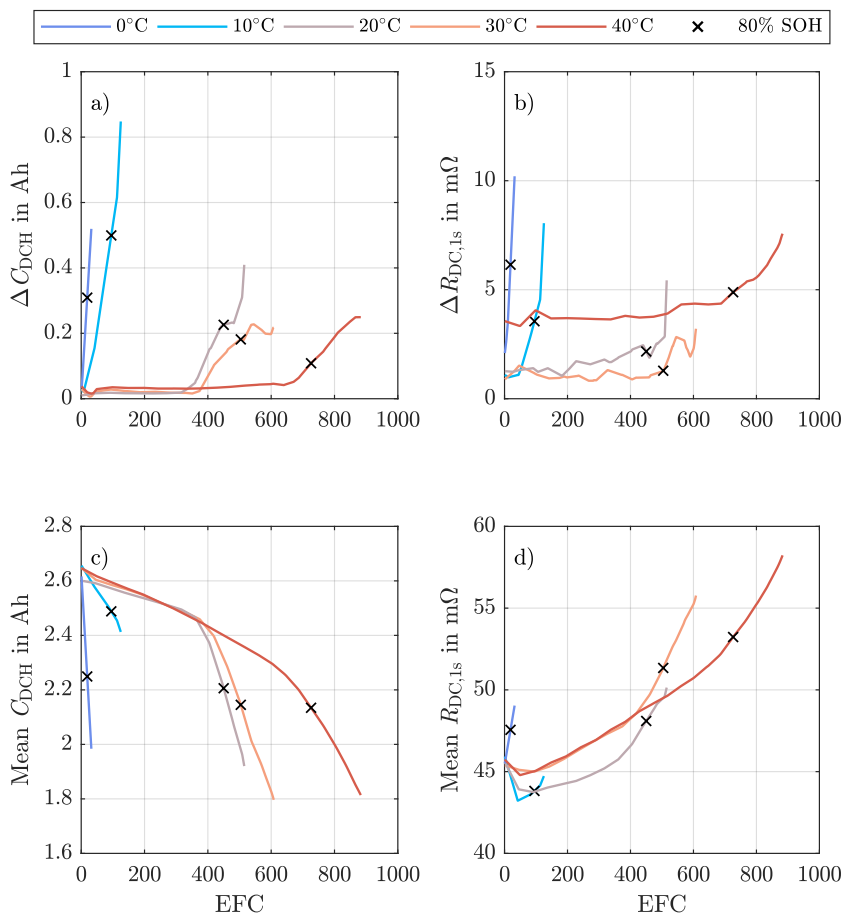 0°C 10°C 20°C 30°C 40°C 80% SOH
a)
ΔC_DCH in Ah
1
0.8
0.6
0.4
0.2
0
0 200 400 600 800 1000
b)
ΔR_DC,1s in mΩ
15
10
5
0
0 200 400 600 800 1000
c)
Mean C_DCH in Ah
2.8
2.6
2.4
2.2
2
1.8
1.6
0 200 400 600 800 1000
EFC
d)
Mean R_DC,1s in mΩ
60
55
50
45
40
0 200 400 600 800 1000
EFC